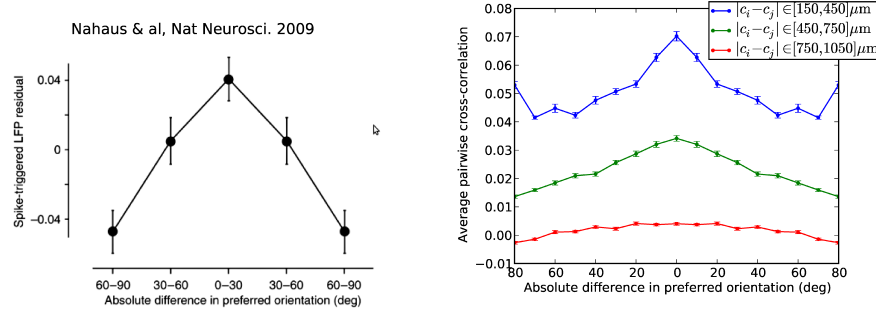 Nahaus & al, Nat Neurosci. 2009
Spike-triggered LFP residual
0.04
0
−0.04
60–90 30–60 0–30 30–60 60–90
Absolute difference in preferred orientation (deg)
|c_i−c_j|∈[150,450]μm
|c_i−c_j|∈[450,750]μm
|c_i−c_j|∈[750,1050]μm
Average pairwise cross-correlation
0.08
0.07
0.06
0.05
0.04
0.03
0.02
0.01
0.00
−0.01
80 60 40 20 0 20 40 60 80
Absolute difference in preferred orientation (deg)